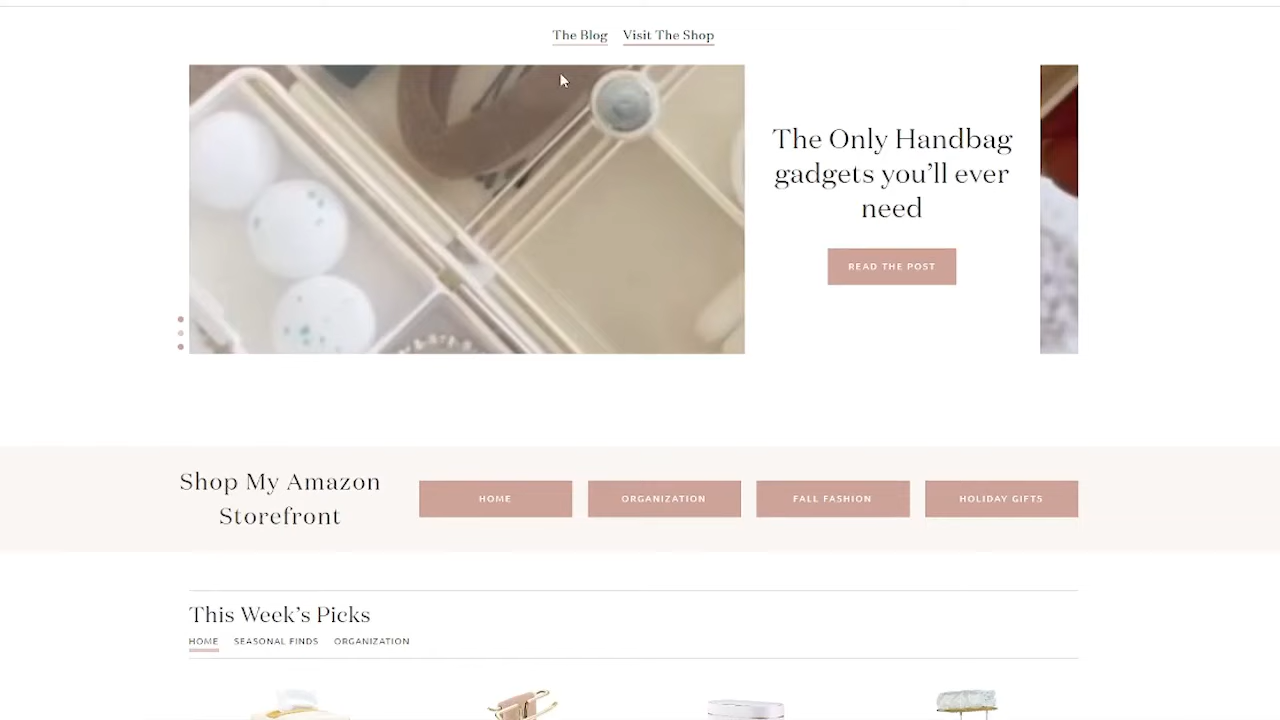 The Blog Visit The Shop
The Only Handbag
gadgets you'll ever
need
READ THE POST
Shop My Amazon
Storefront
HOME ORGANIZATION FALL FASHION HOLIDAY GIFTS
This Week's Picks
HOME SEASONAL FINDS ORGANIZATION